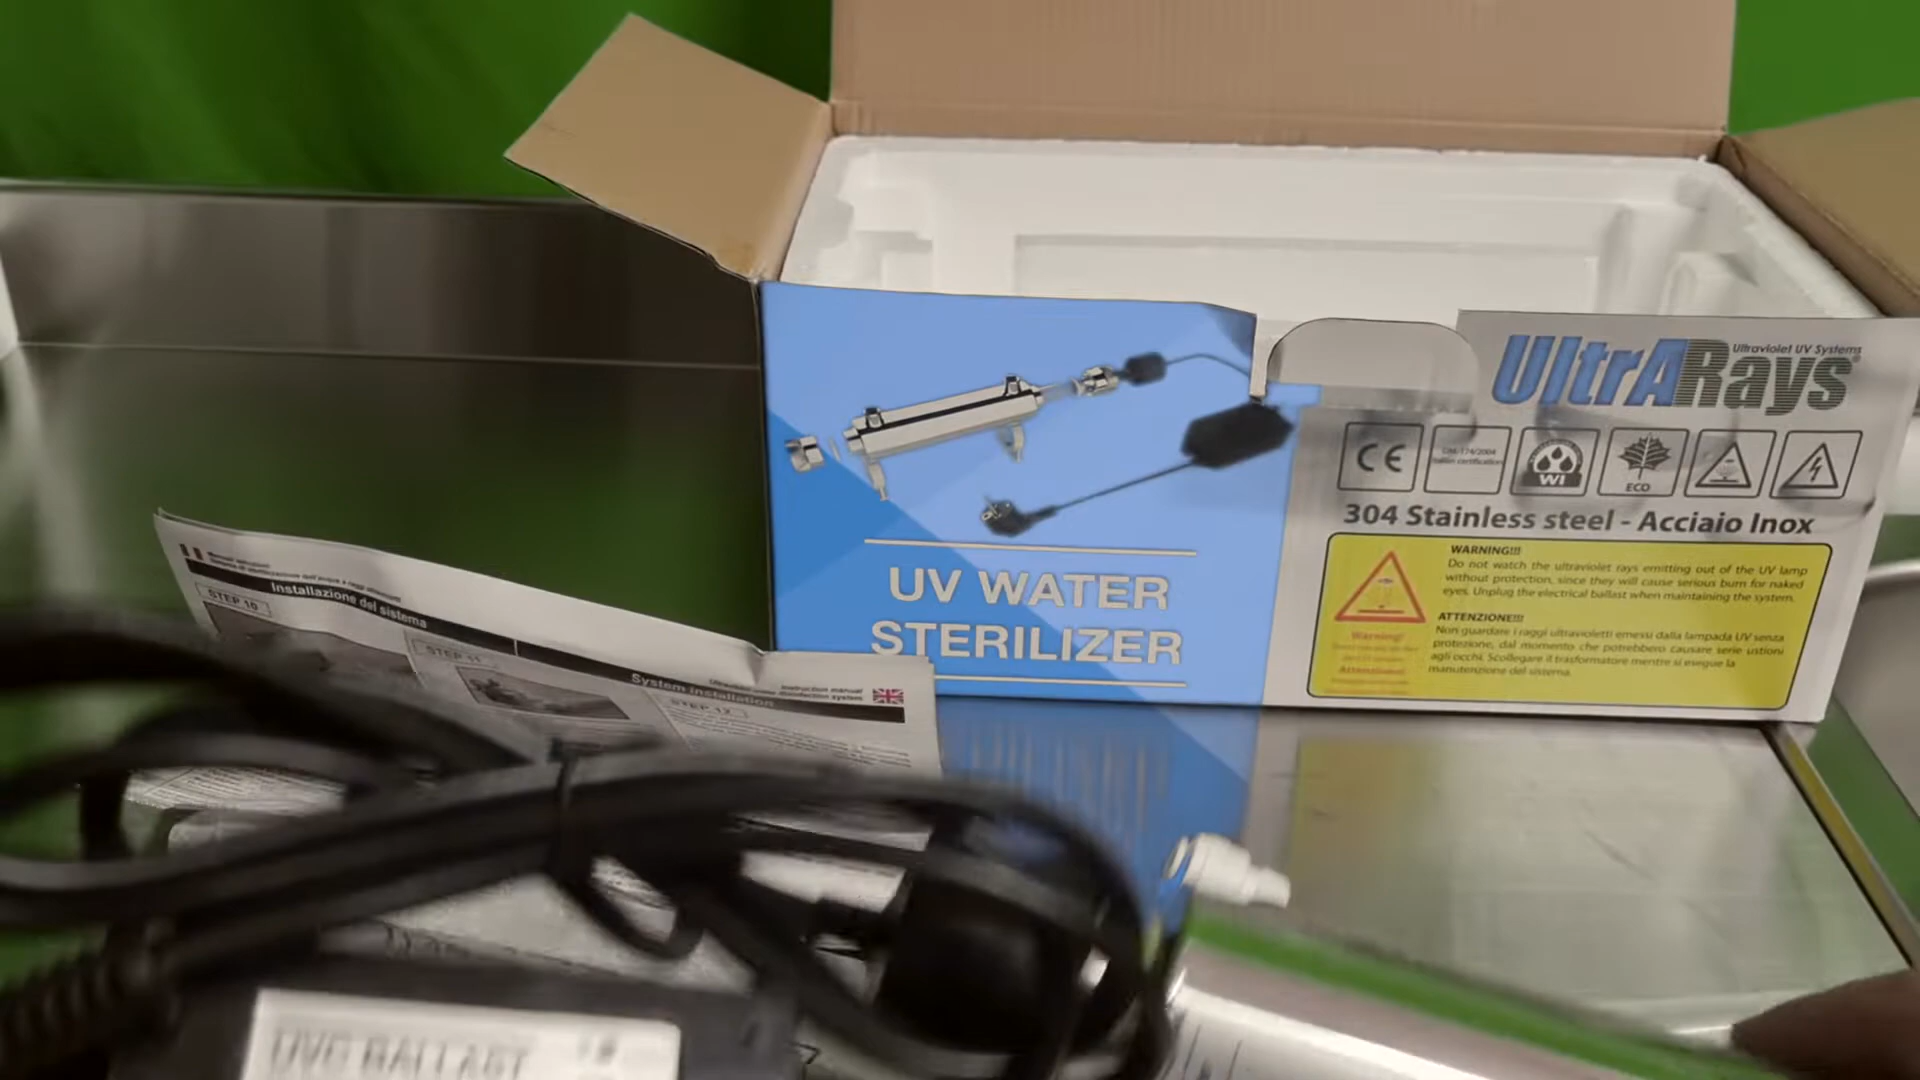 UltrARays
Ultraviolet UV Systems
CE
WI
ECO
304 Stainless steel - Acciaio Inox
WARNING!!!
Do not watch the ultraviolet rays emitting out of the UV lamp
without protection, since they will cause serious burn for naked
eyes. Unplug the electrical ballast when maintaining the system.
ATTENZIONE!!!
Non guardare i raggi ultravioletti emessi dalla lampada UV senza
protezione, dal momento che potrebbero causare serie ustioni
agli occhi. Scollegare il trasformatore mentre si esegue la
manutenzione del sistema.
Warning!
UV WATER
STERILIZER
Installazione del sistema
STEP 10
STEP 11
System installation
STEP 12
Instruction manual
UVC BALLAST